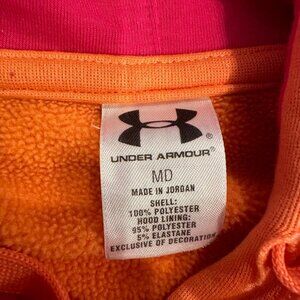 UNDER ARMOUR®
MD
MADE IN JORDAN
SHELL:
100% POLYESTER
HOOD LINING:
95% POLYESTER
5% ELASTANE
EXCLUSIVE OF DECORATION